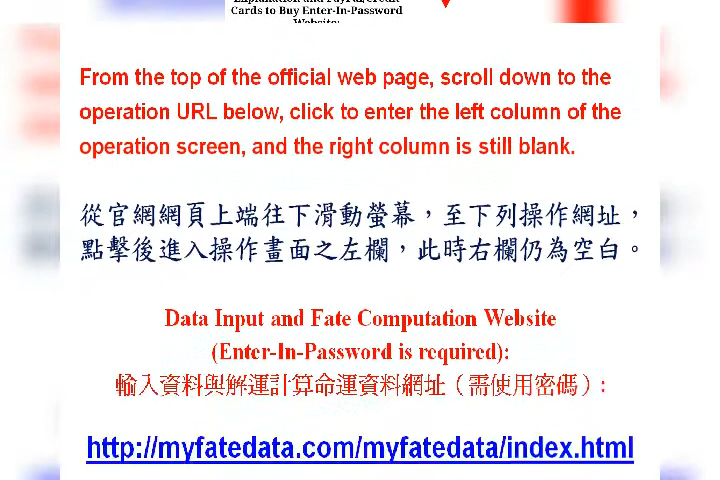 Cards to Buy Enter-In-Password
From the top of the official web page, scroll down to the
operation URL below, click to enter the left column of the
operation screen, and the right column is still blank.
從官網網頁上端往下滑動螢幕，至下列操作網址，
點擊後進入操作畫面之左欄，此時右欄仍為空白。
Data Input and Fate Computation Website
(Enter-In-Password is required):
輸入資料與解運計算命運資料網址（需使用密碼）：
http://myfatedata.com/myfatedata/index.html